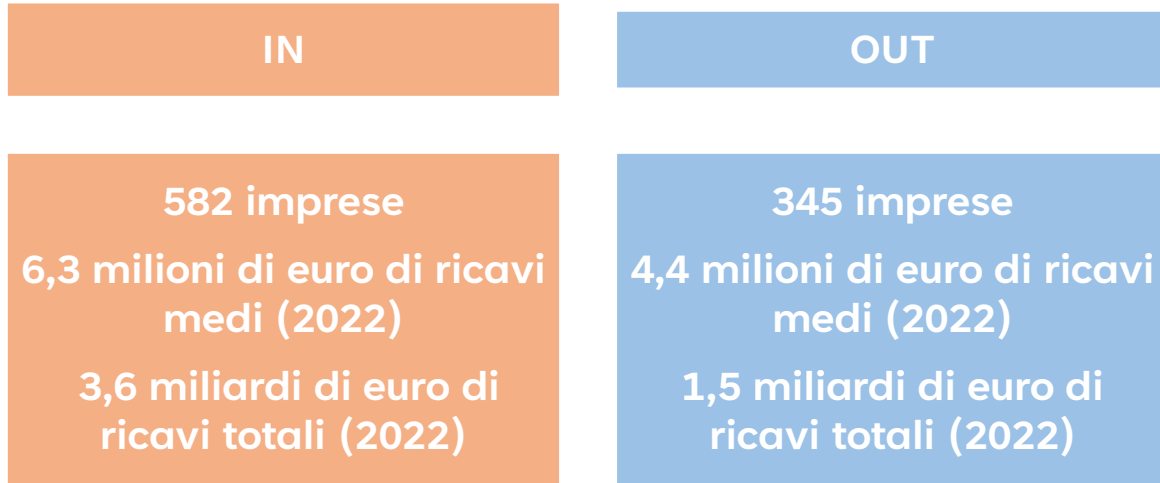 IN
582 imprese
6,3 milioni di euro di ricavi
medi (2022)
3,6 miliardi di euro di
ricavi totali (2022)
OUT
345 imprese
4,4 milioni di euro di ricavi
medi (2022)
1,5 miliardi di euro di
ricavi totali (2022)